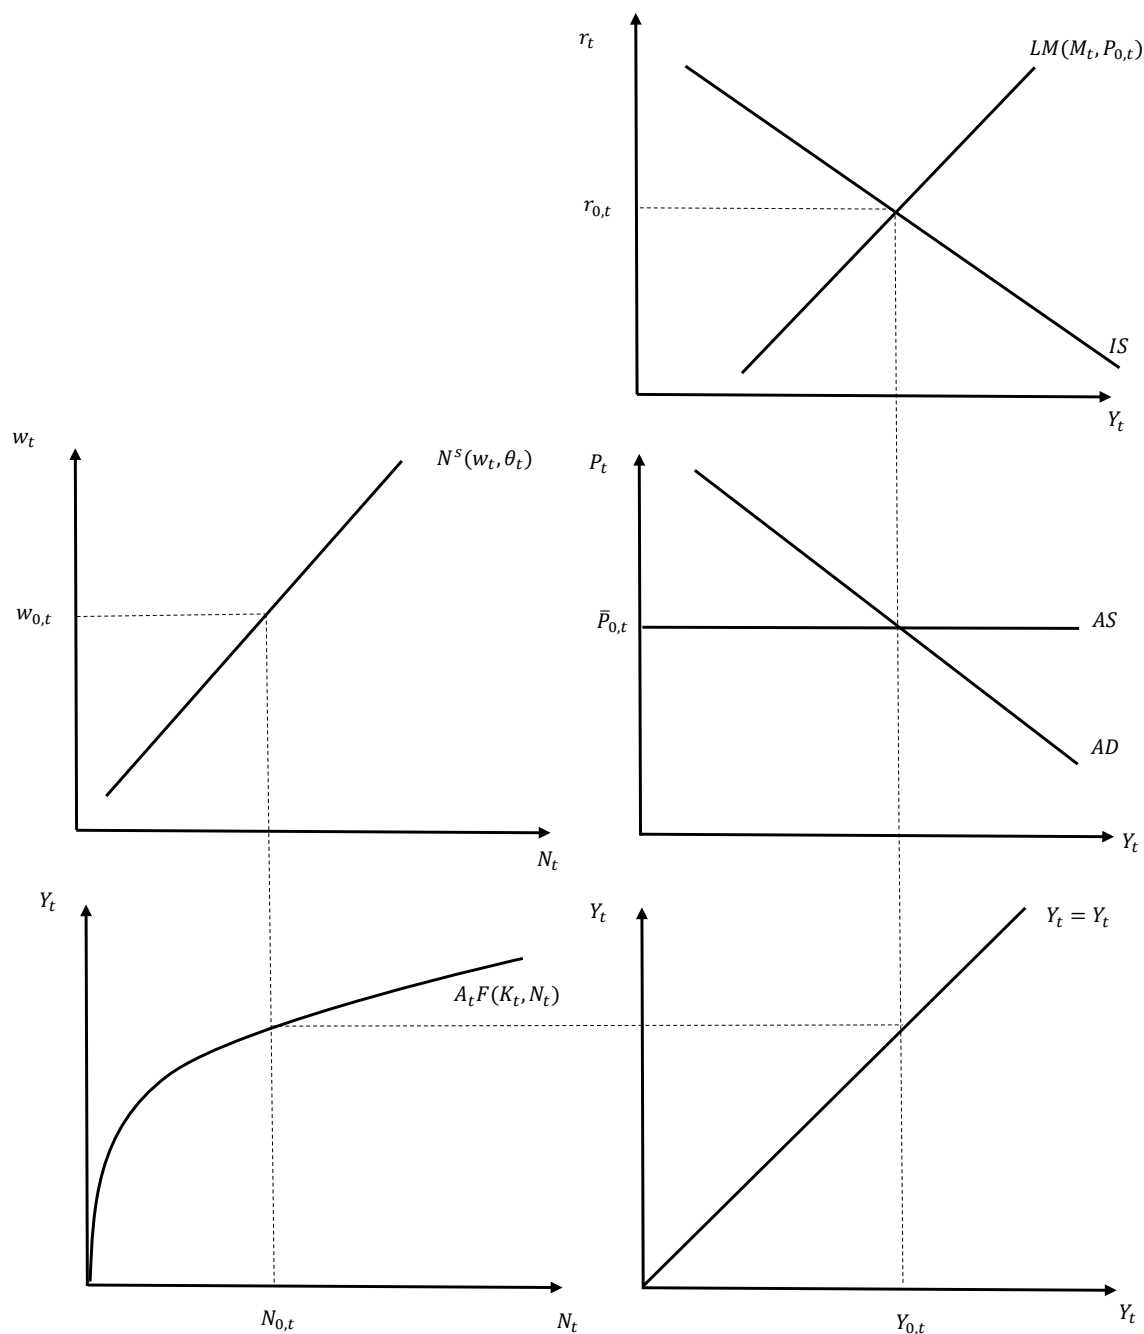 r_t
LM(M_t, P_{0,t})
r_{0,t}
IS
Y_t
w_t
N^s(w_t, θ_t)
P_t
w_{0,t}
P̄_{0,t}
AS
AD
N_t
Y_t
Y_t
Y_t
Y_t = Y_t
A_tF(K_t, N_t)
N_{0,t}
N_t
Y_{0,t}
Y_t